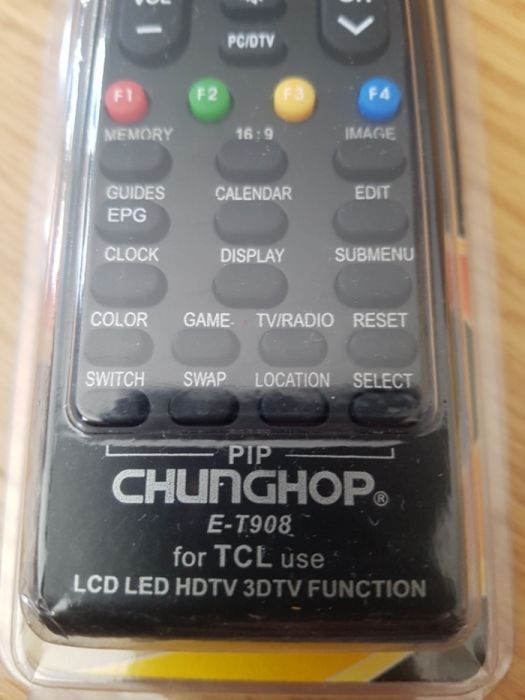 VOL
PC/DTV
F1 F2 F3 F4
MEMORY 16:9 IMAGE
GUIDES CALENDAR EDIT
EPG
CLOCK DISPLAY SUBMENU
COLOR GAME TV/RADIO RESET
SWITCH SWAP LOCATION SELECT
PIP
CHUNGHOP®
E-T908
for TCL use
LCD LED HDTV 3DTV FUNCTION